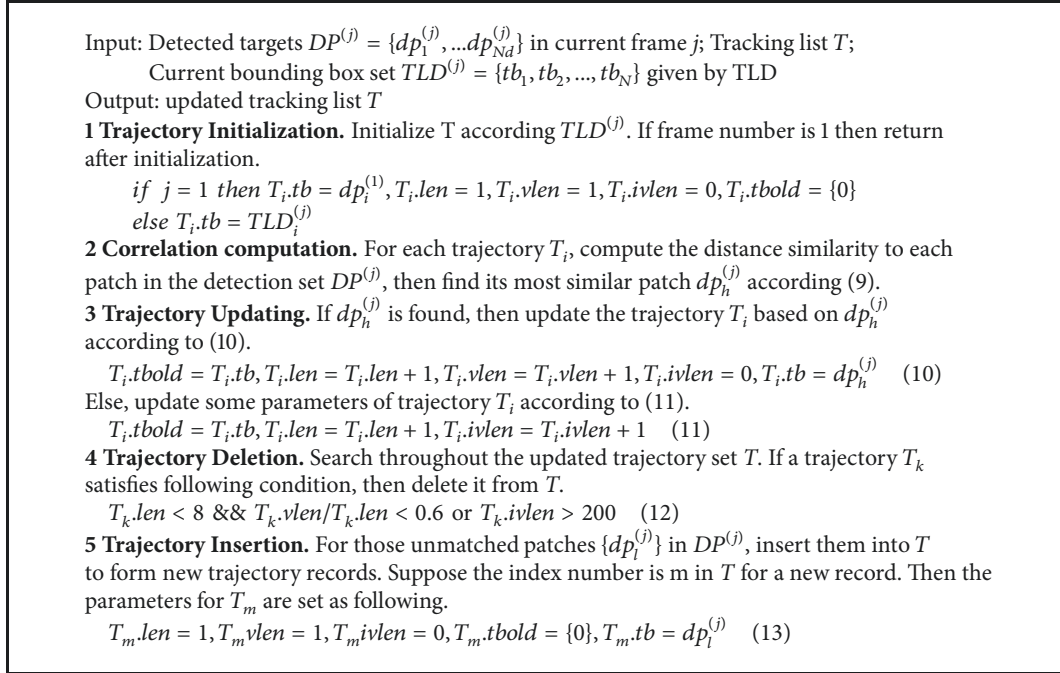 Input: Detected targets DP^{(j)} = {dp_1^{(j)}, ...dp_{Nd}^{(j)}} in current frame j; Tracking list T;
Current bounding box set TLD^{(j)} = {tb_1, tb_2, ..., tb_N} given by TLD
Output: updated tracking list T
1 Trajectory Initialization. Initialize T according TLD^{(j)}. If frame number is 1 then return
after initialization.
if j = 1 then T_i.tb = dp_i^{(1)}, T_i.len = 1, T_i.vlen = 1, T_i.ivlen = 0, T_i.tbold = {0}
else T_i.tb = TLD_i^{(j)}
2 Correlation computation. For each trajectory T_i, compute the distance similarity to each
patch in the detection set DP^{(j)}, then find its most similar patch dp_h^{(j)} according (9).
3 Trajectory Updating. If dp_h^{(j)} is found, then update the trajectory T_i based on dp_h^{(j)}
according to (10).
T_i.tbold = T_i.tb, T_i.len = T_i.len + 1, T_i.vlen = T_i.vlen + 1, T_i.ivlen = 0, T_i.tb = dp_h^{(j)} (10)
Else, update some parameters of trajectory T_i according to (11).
T_i.tbold = T_i.tb, T_i.len = T_i.len + 1, T_i.ivlen = T_i.ivlen + 1 (11)
4 Trajectory Deletion. Search throughout the updated trajectory set T. If a trajectory T_k
satisfies following condition, then delete it from T.
T_k.len < 8 && T_k.vlen/T_k.len < 0.6 or T_k.ivlen > 200 (12)
5 Trajectory Insertion. For those unmatched patches {dp_l^{(j)}} in DP^{(j)}, insert them into T
to form new trajectory records. Suppose the index number is m in T for a new record. Then the
parameters for T_m are set as following.
T_m.len = 1, T_m vlen = 1, T_m ivlen = 0, T_m.tbold = {0}, T_m.tb = dp_l^{(j)} (13)